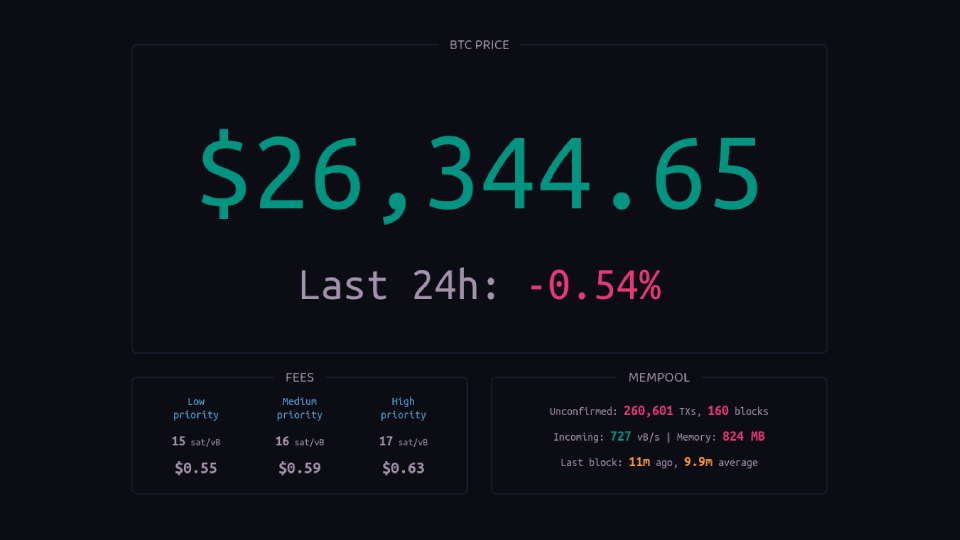 BTC PRICE
$26,344.65
Last 24h: -0.54%
FEES
Low priority
15 sat/vB
$0.55
Medium priority
16 sat/vB
$0.59
High priority
17 sat/vB
$0.63
MEMPOOL
Unconfirmed: 260,601 TXs, 160 blocks
Incoming: 727 vB/s | Memory: 824 MB
Last block: 11m ago, 9.9m average